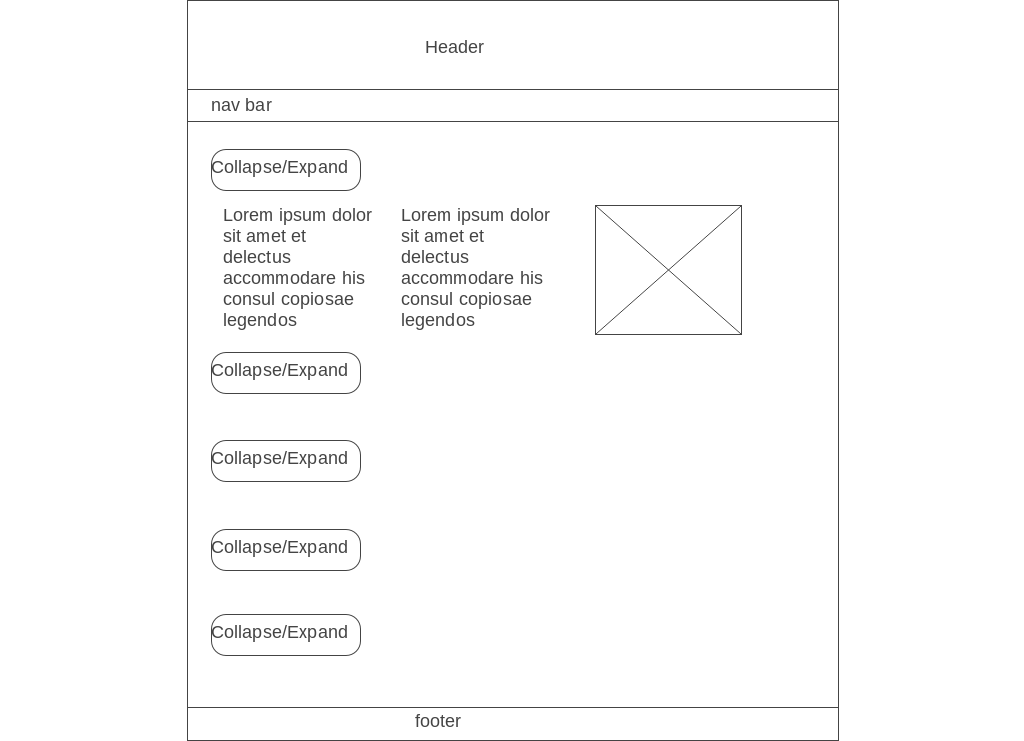 Header
nav bar
Collapse/Expand
Lorem ipsum dolor
sit amet et
delectus
accommodare his
consul copiosae
legendos
Lorem ipsum dolor
sit amet et
delectus
accommodare his
consul copiosae
legendos
Collapse/Expand
Collapse/Expand
Collapse/Expand
Collapse/Expand
footer